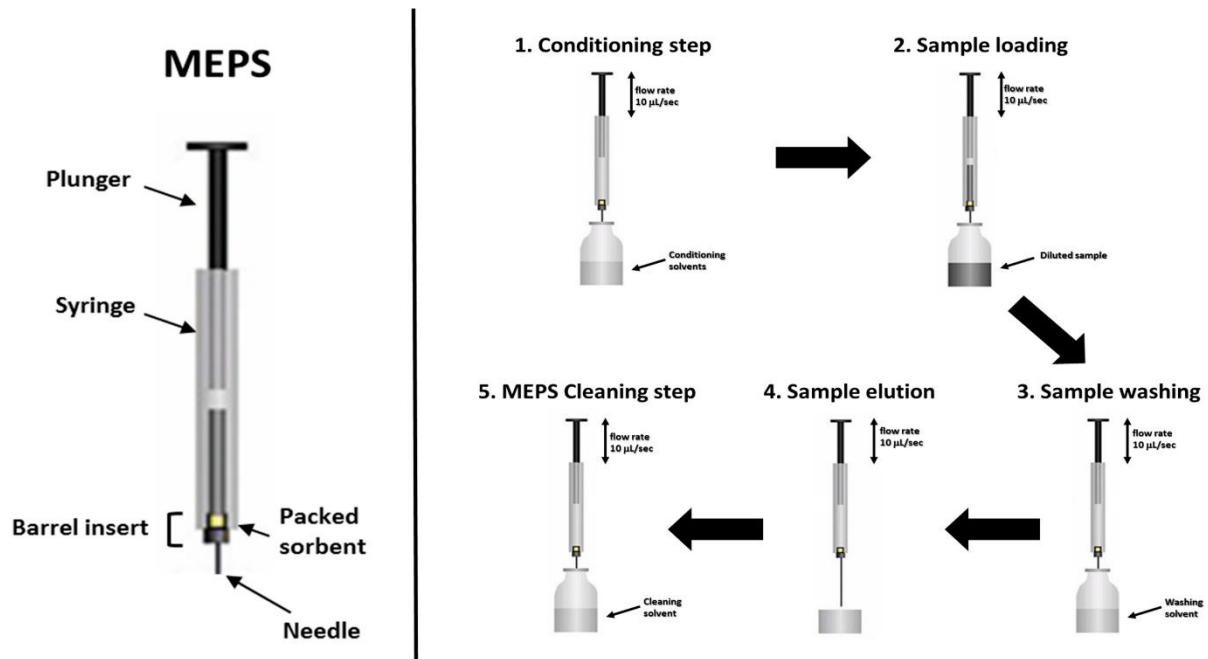 MEPS
Plunger
Syringe
Barrel insert
Packed
sorbent
Needle
1. Conditioning step
flow rate
10 µL/sec
Conditioning
solvents
2. Sample loading
flow rate
10 µL/sec
Diluted sample
3. Sample washing
flow rate
10 µL/sec
Washing
solvent
4. Sample elution
flow rate
10 µL/sec
5. MEPS Cleaning step
flow rate
10 µL/sec
Cleaning
solvent